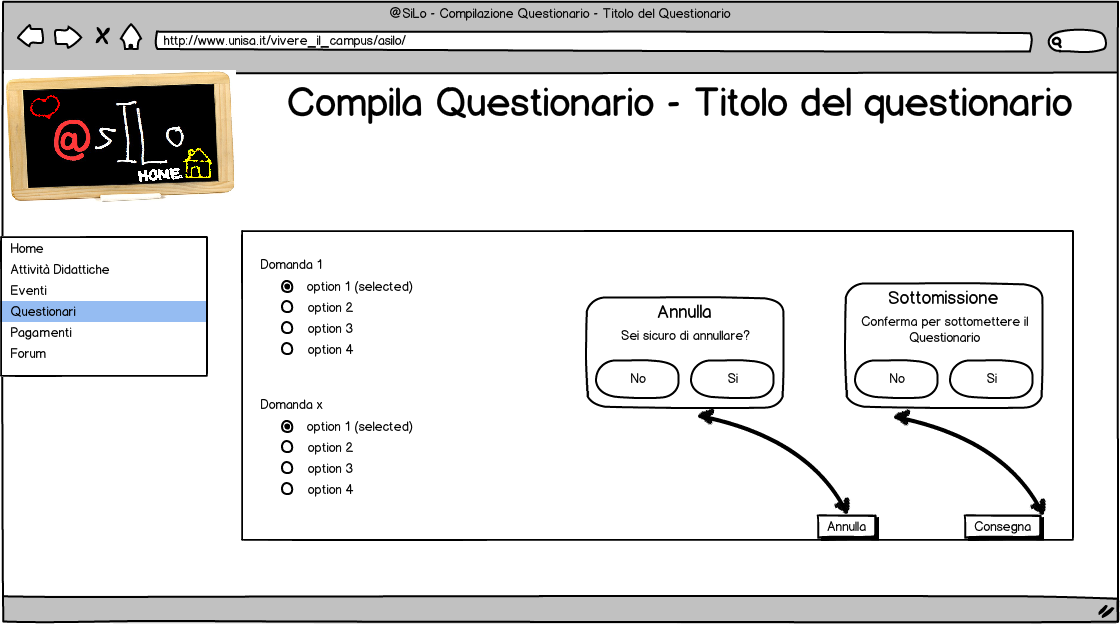 @SiLo - Compilazione Questionario - Titolo del Questionario
http://www.unisa.it/vivere_il_campus/asilo/
@sILo
HOME
Compila Questionario - Titolo del questionario
Home
Attività Didattiche
Eventi
Questionari
Pagamenti
Forum
Domanda 1
option 1 (selected)
option 2
option 3
option 4
Domanda x
option 1 (selected)
option 2
option 3
option 4
Annulla
Sei sicuro di annullare?
No
Si
Sottomissione
Conferma per sottomettere il
Questionario
No
Si
Annulla
Consegna